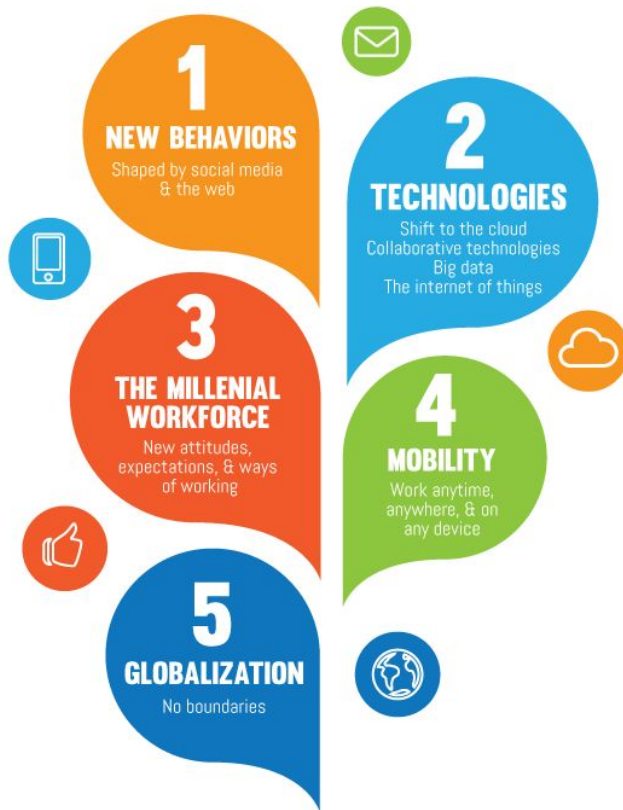 1
NEW BEHAVIORS
Shaped by social media
& the web
2
TECHNOLOGIES
Shift to the cloud
Collaborative technologies
Big data
The internet of things
3
THE MILLENIAL
WORKFORCE
New attitudes,
expectations, & ways
of working
4
MOBILITY
Work anytime,
anywhere, & on
any device
5
GLOBALIZATION
No boundaries